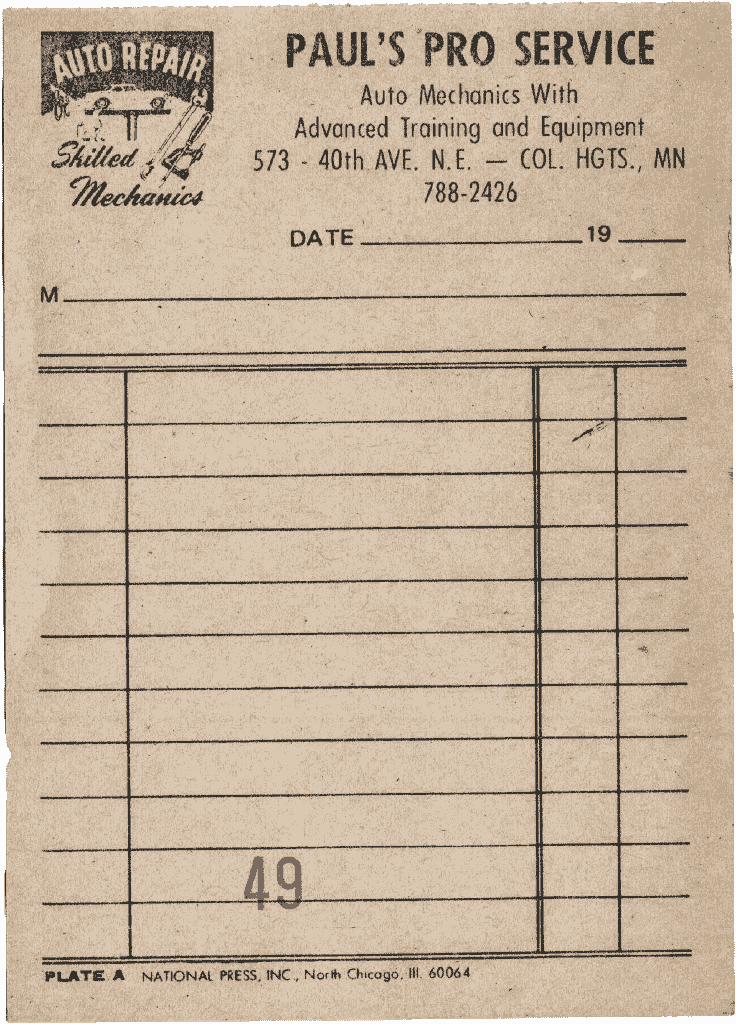 AUTO REPAIR
Skilled
Mechanics
PAUL'S PRO SERVICE
Auto Mechanics With
Advanced Training and Equipment
573 - 40th AVE. N.E. — COL. HGTS., MN
788-2426
DATE 19
M
49
PLATE A NATIONAL PRESS, INC., North Chicago, Ill. 60064